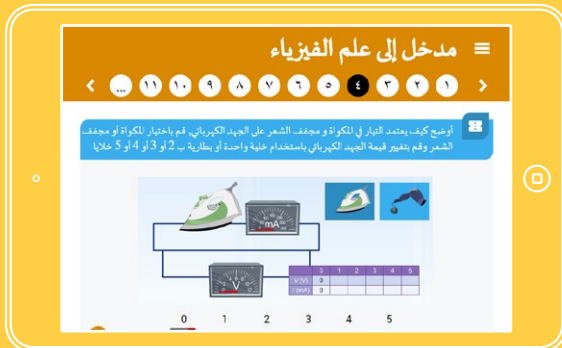 مدخل إلى علم الفيزياء
١ ٢ ٣ ٤ ٥ ٦ ٧ ٨ ٩ ١٠ ١١ ...
أوضح كيف يعتمد التيار في المكواة و مجفف الشعر على الجهد الكهربائي. قم باختيار المكواة أو مجفف
الشعر وقم بتغيير قيمة الجهد الكهربائي باستخدام خلية واحدة أو بطارية ب 2 أو 3 أو 4 أو 5 خلايا
mA
V
0 1 2 3 4 5
V (V) 0
I (mA) 0
0 1 2 3 4 5